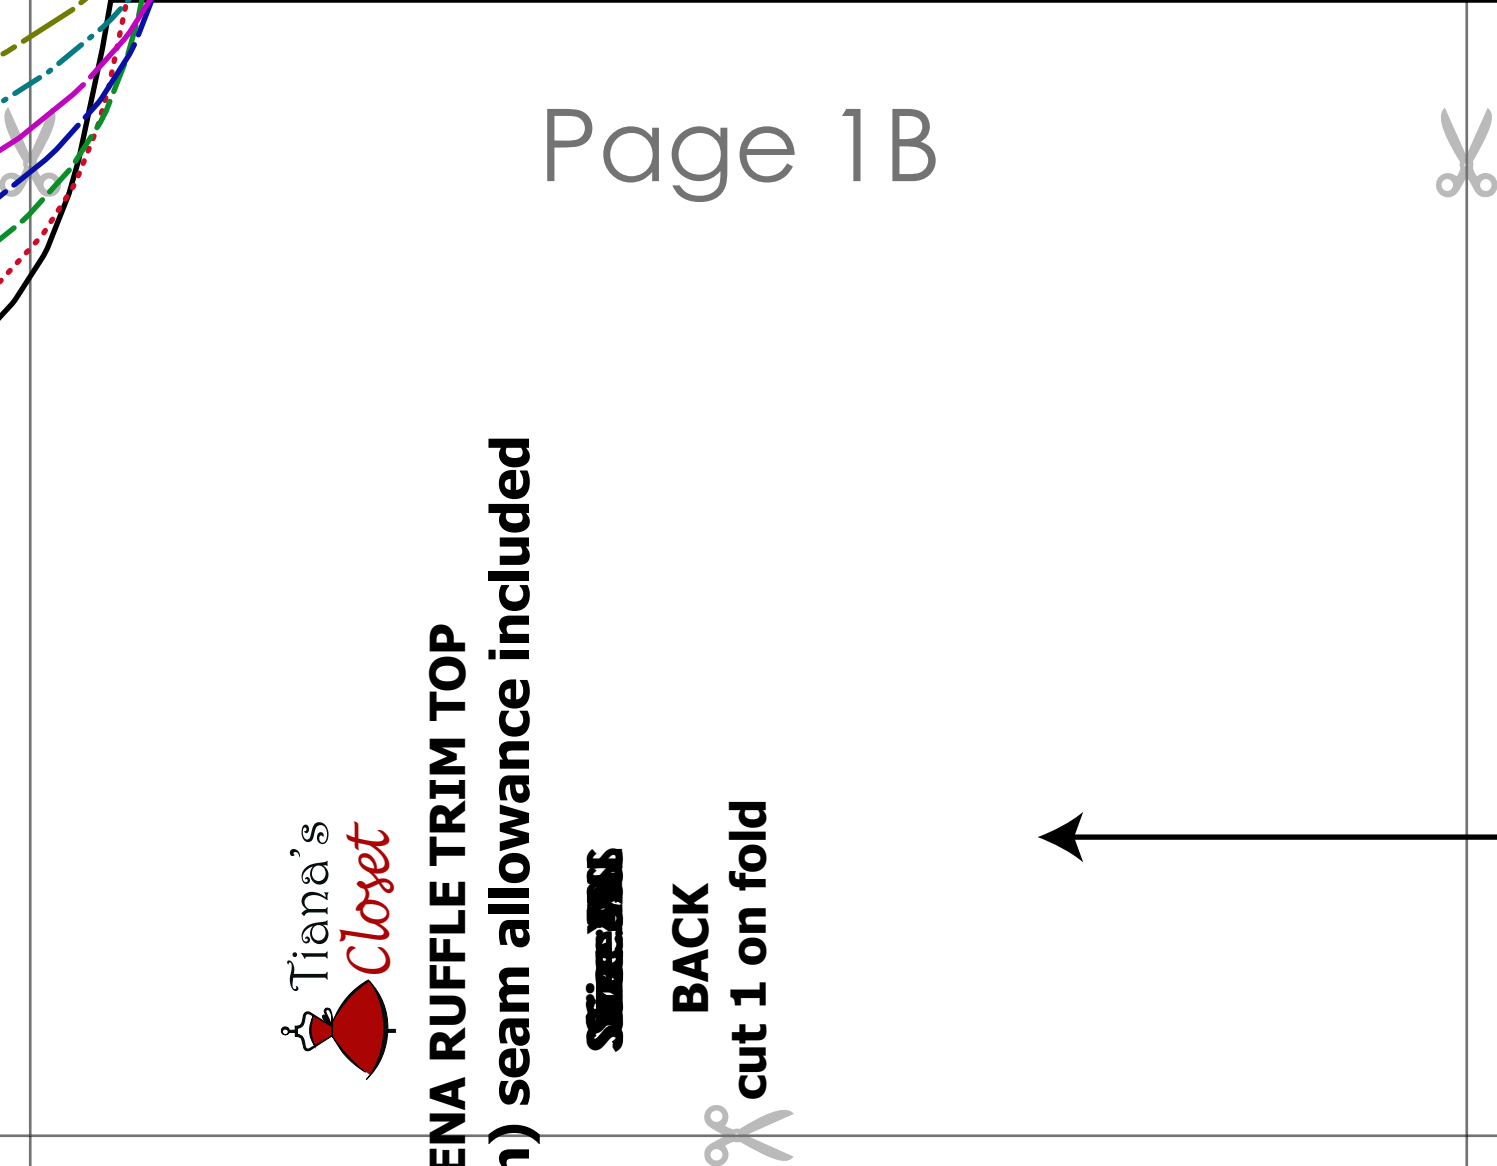 Page 1B
Tiana's
Closet
ENA RUFFLE TRIM TOP
) seam allowance included
BACK
cut 1 on fold